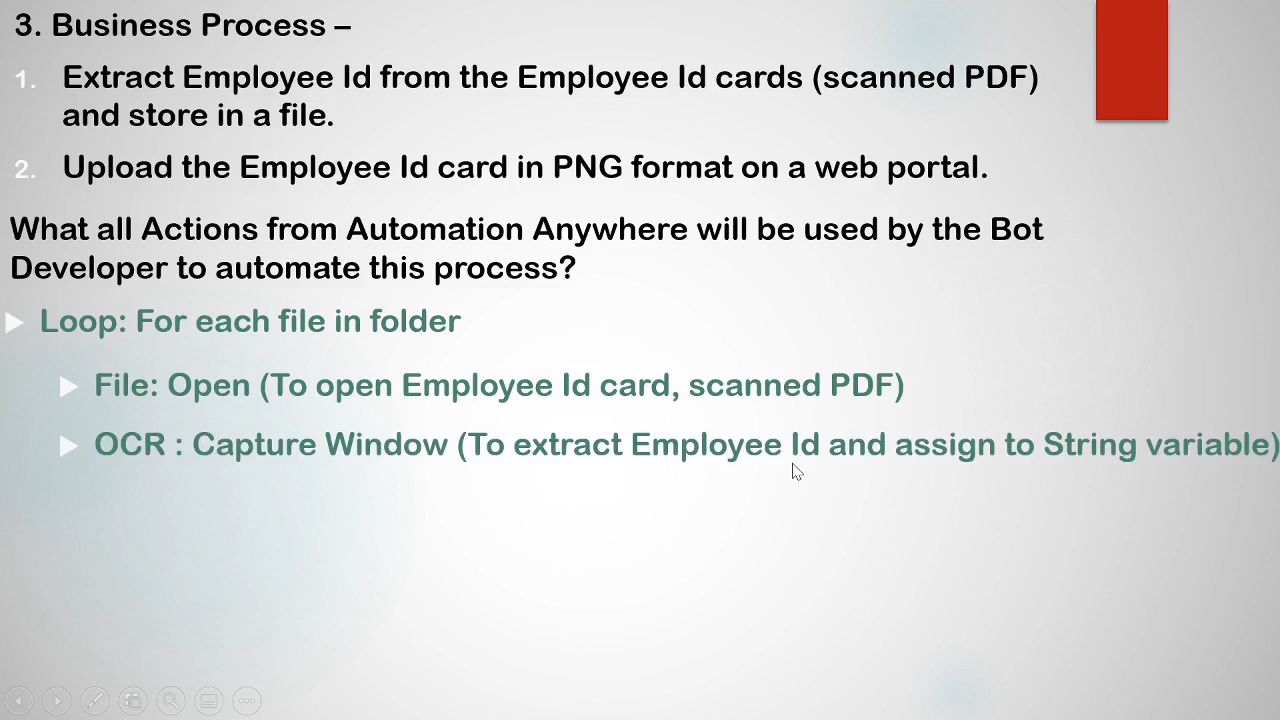 3. Business Process –
1. Extract Employee Id from the Employee Id cards (scanned PDF)
and store in a file.
2. Upload the Employee Id card in PNG format on a web portal.
What all Actions from Automation Anywhere will be used by the Bot
Developer to automate this process?
Loop: For each file in folder
File: Open (To open Employee Id card, scanned PDF)
OCR : Capture Window (To extract Employee Id and assign to String variable)